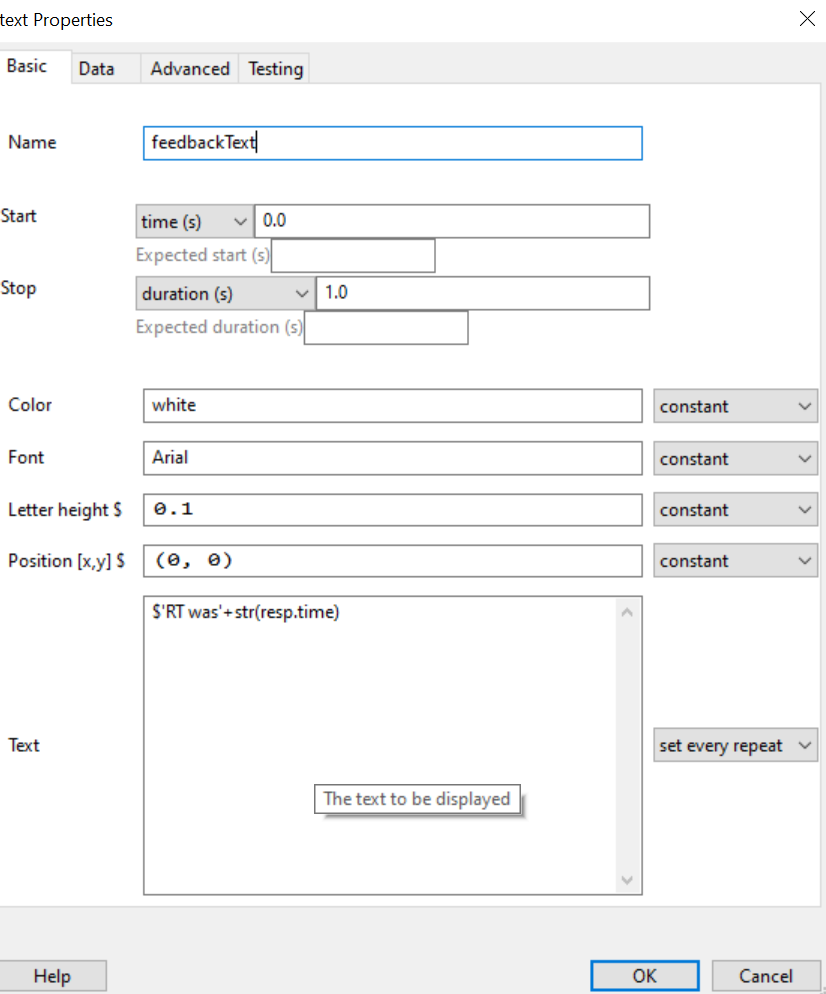 text Properties
Basic Data Advanced Testing
Name feedbackText
Start time (s) 0.0
Expected start (s)
Stop duration (s) 1.0
Expected duration (s)
Color white constant
Font Arial constant
Letter height $ 0.1 constant
Position [x,y] $ (0, 0) constant
$'RT was'+str(resp.time)
Text set every repeat
The text to be displayed
Help OK Cancel